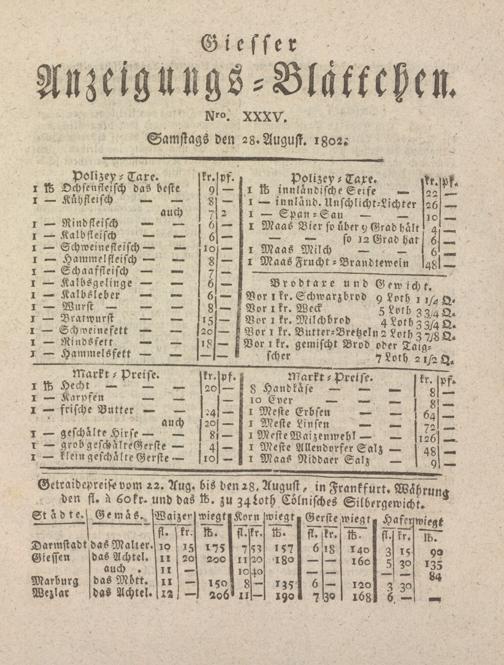 Giesser
Anzeigungs-Blättchen.
Nro. XXXV.
Samstags den 28. August. 1802.
Polizey-Taxe. kr. pf.
1 ℔ Ochsenfleisch das beste 9 —
1 — Kühfleisch — — 8 —
auch 7 2
1 — Rindfleisch — — 6 —
1 — Kalbfleisch — — 6 —
1 — Schweinefleisch — — 10 —
1 — Hammelfleisch — — 8 —
1 — Schaaffleisch — — 7 —
1 — Kalbsgelinge — — 6 —
1 — Kalbsleber — — 6 —
1 — Wurst — — 8 —
1 — Bratwurst — — 15 —
1 — Schweinefett — — 20 —
1 — Rindsfett — — 18 —
1 — Hammelsfett — — — —
Polizey-Taxe. kr. pf.
1 ℔ innländische Seife — 22 —
1 — innländ. Unschlicht-Lichter 26 —
1 — Span-Sau — — 10 —
1 Maas Bier so über 9 Grad hält 4 —
— — so 12 Grad hat 6 —
1 Maas Milch — — 6 —
1 Maas Frucht-Brandtewein 48 —
Brodtaxe und Gewicht.
Vor 1 kr. Schwarzbrod 9 Loth 1 1/4 Q.
Vor 1 kr. Weck 5 Loth 3 3/4 Q.
Vor 1 kr. Milchbrod 4 Loth 3 3/4 Q.
Vor 1 kr. Butter-Bretzeln 2 Loth 3 7/8 Q.
Vor 1 kr. gemischt Brod oder Taig-
scher 7 Loth 2 1/2 Q.
Markt-Preise. kr. pf.
1 ℔ Hecht — — 20 —
1 — Karpfen — —
1 — frische Butter — — 24 —
auch 20 —
1 — geschälte Hirse — 8 —
1 — grob geschälte Gerste 4 —
1 — klein geschälte Gerste 10 —
Markt-Preise. kr. pf.
8 Handkäse — — 8 —
10 Eyer — — 8 —
1 Meste Erbsen — — 64 —
1 Meste Linsen — — 72 —
1 Meste Waizenmehl — — 126 —
1 Meste Allendorfer Salz — 48 —
1 Maas Niddaer Salz — 9 —
Getraidepreise vom 22. Aug. bis den 28. August, in Frankfurt. Währung
den fl. à 60 kr. und das ℔. zu 34 Loth Cölnisches Silbergewicht.
Städte. Gemäs. Waizen wiegt Korn wiegt Gerste wiegt Hafer wiegt
fl. kr. ℔. fl. kr. ℔. fl. kr. ℔. fl. kr. ℔.
Darmstadt das Malter. 10 15 175 7 53 157 6 18 140 3 15 90
Giessen das Achtel. 11 20 200 11 20 180 — — 160 5 30 135
auch 11 — 10 40 5 — 84
Marburg das Mött. 11 — 150 8 — 135 6 — 120 3 30
Wezlar das Achtel. 12 — 206 11 — 190 7 30 168 6 — —